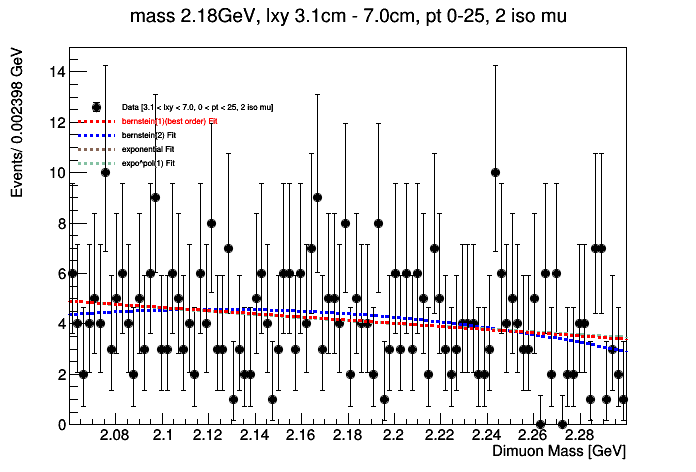 mass 2.18GeV, lxy 3.1cm - 7.0cm, pt 0-25, 2 iso mu
Events/ 0.002398 GeV
14
12
10
8
6
4
2
0
Data [3.1 < lxy < 7.0, 0 < pt < 25, 2 iso mu]
bernstein(1)(best order) Fit
bernstein(2) Fit
exponential Fit
expo*pol(1) Fit
2.08 2.1 2.12 2.14 2.16 2.18 2.2 2.22 2.24 2.26 2.28
Dimuon Mass [GeV]